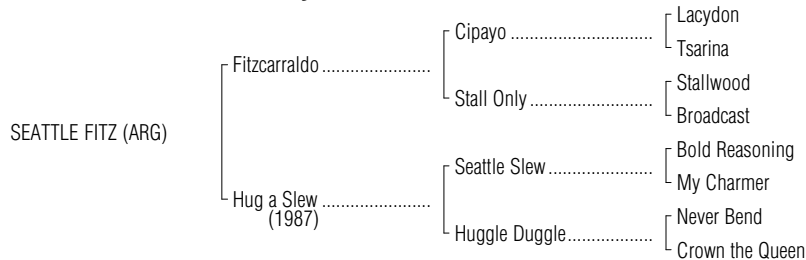 Lacydon
Cipayo
Tsarina
Fitzcarraldo
Stallwood
Stall Only
Broadcast
SEATTLE FITZ (ARG)
Bold Reasoning
Seattle Slew
My Charmer
Hug a Slew
(1987)
Never Bend
Huggle Duggle
Crown the Queen